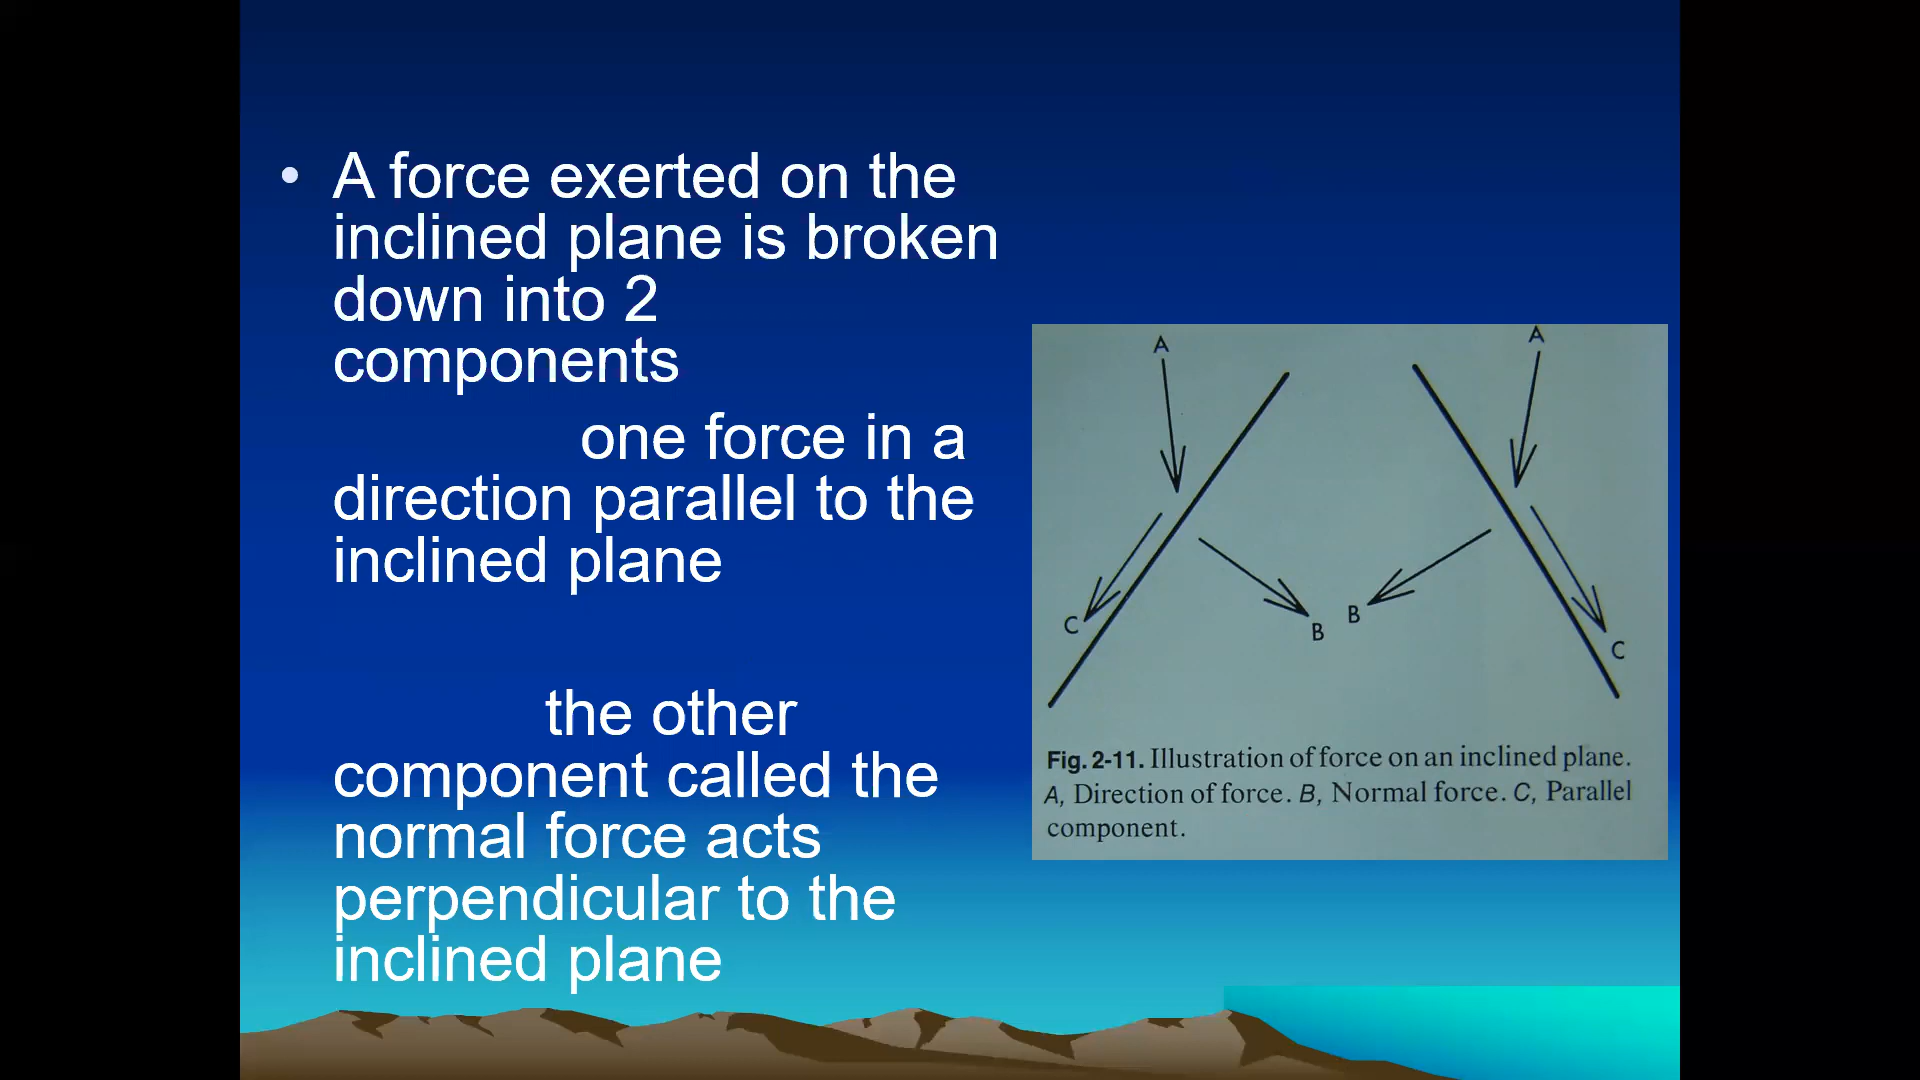 • A force exerted on the
inclined plane is broken
down into 2
components
one force in a
direction parallel to the
inclined plane
the other
component called the
normal force acts
perpendicular to the
inclined plane
A
A
C
B
B
C
Fig. 2-11. Illustration of force on an inclined plane.
A, Direction of force. B, Normal force. C, Parallel
component.